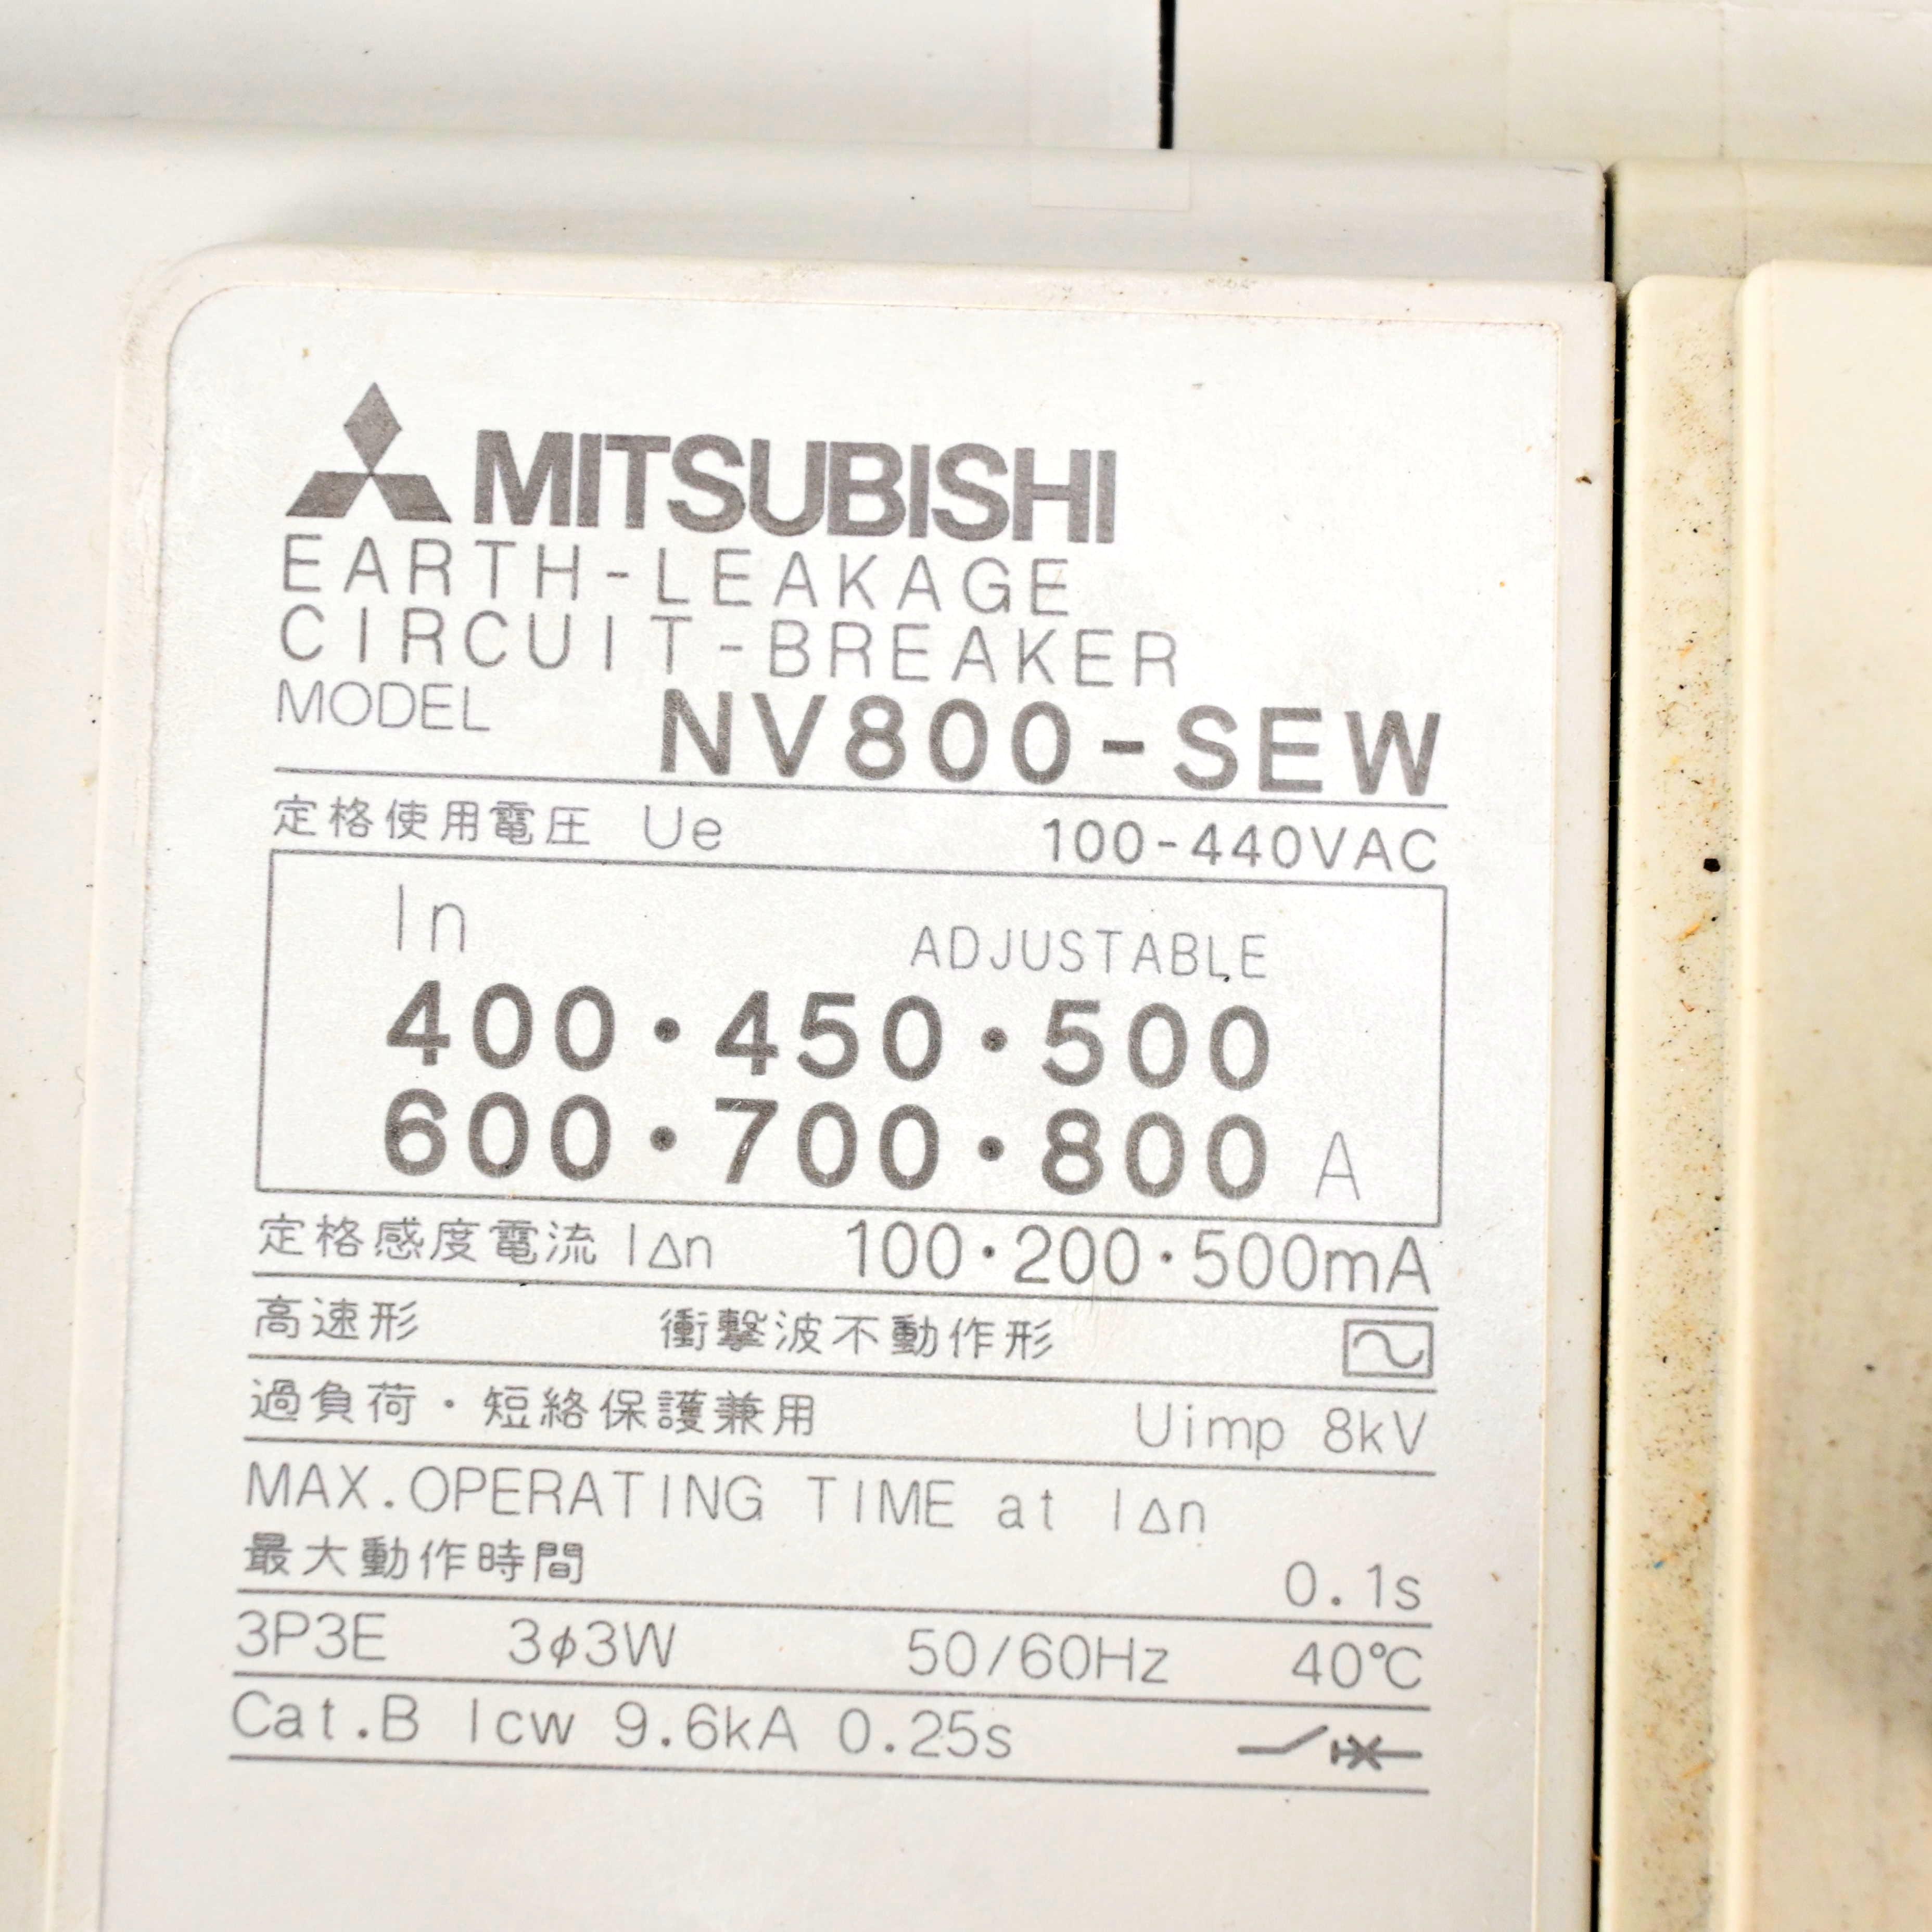 MITSUBISHI
EARTH-LEAKAGE
CIRCUIT-BREAKER
MODEL NV800-SEW
定格使用電圧 Ue 100-440VAC
In ADJUSTABLE
400・450・500
600・700・800 A
定格感度電流 I△n 100・200・500mA
高速形 衝撃波不動作形
過負荷・短絡保護兼用 Uimp 8kV
MAX.OPERATING TIME at I△n
最大動作時間 0.1s
3P3E 3φ3W 50/60Hz 40℃
Cat.B Icw 9.6kA 0.25s